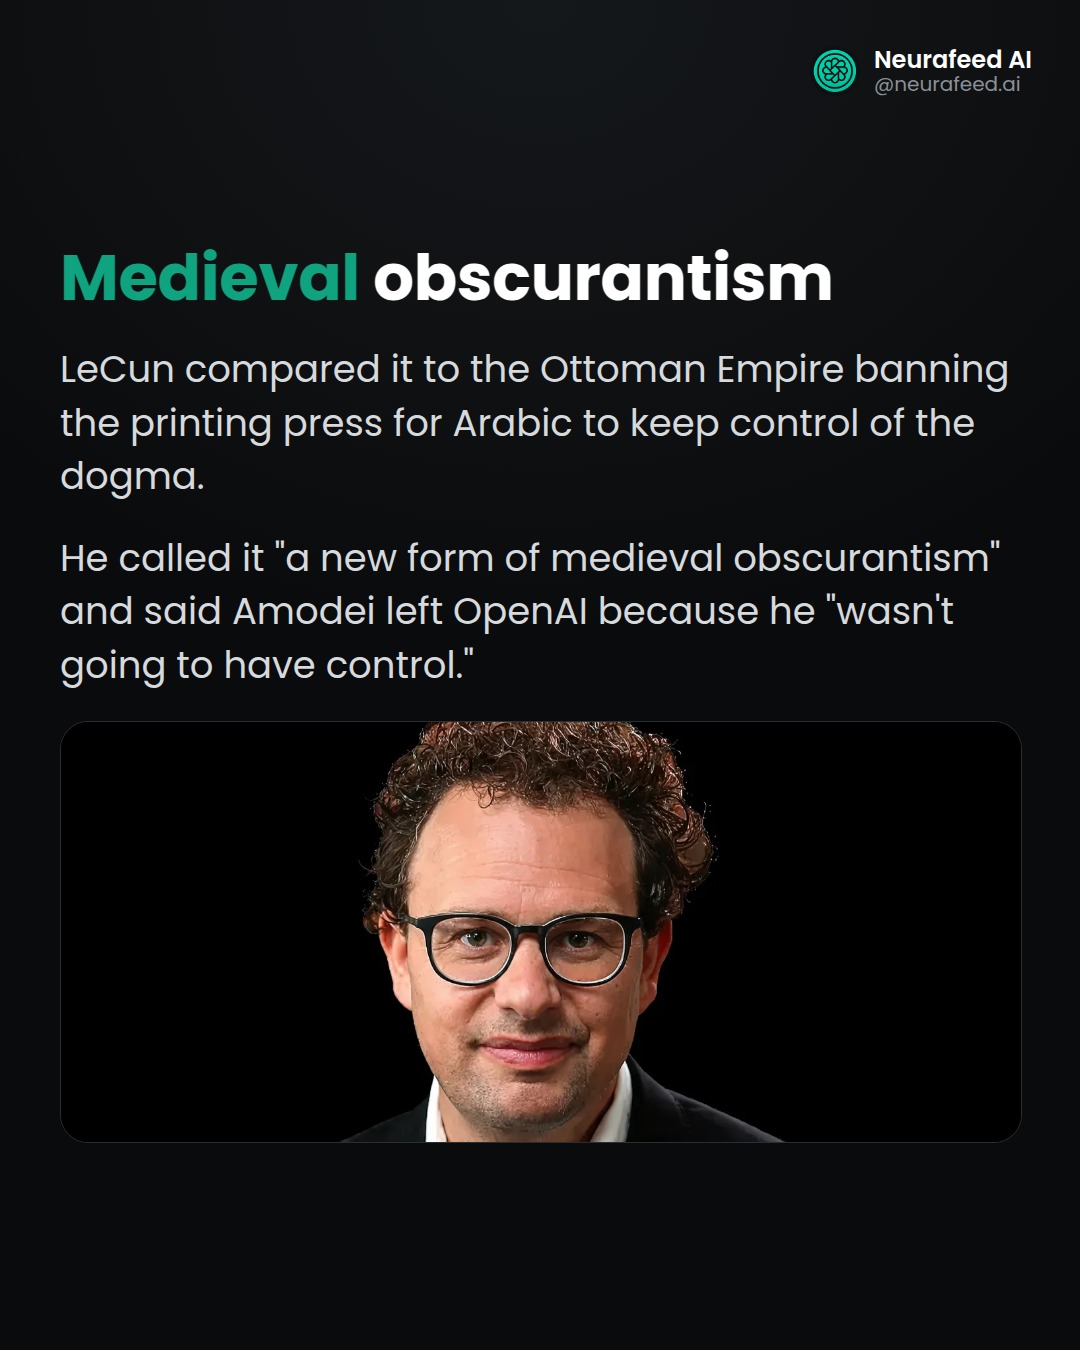 Neurafeed AI
@neurafeed.ai
Medieval obscurantism
LeCun compared it to the Ottoman Empire banning
the printing press for Arabic to keep control of the
dogma.
He called it "a new form of medieval obscurantism"
and said Amodei left OpenAI because he "wasn't
going to have control."